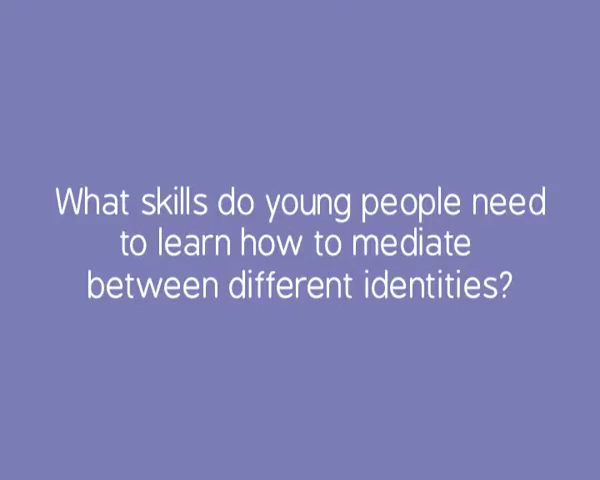 What skills do young people need
to learn how to mediate
between different identities?